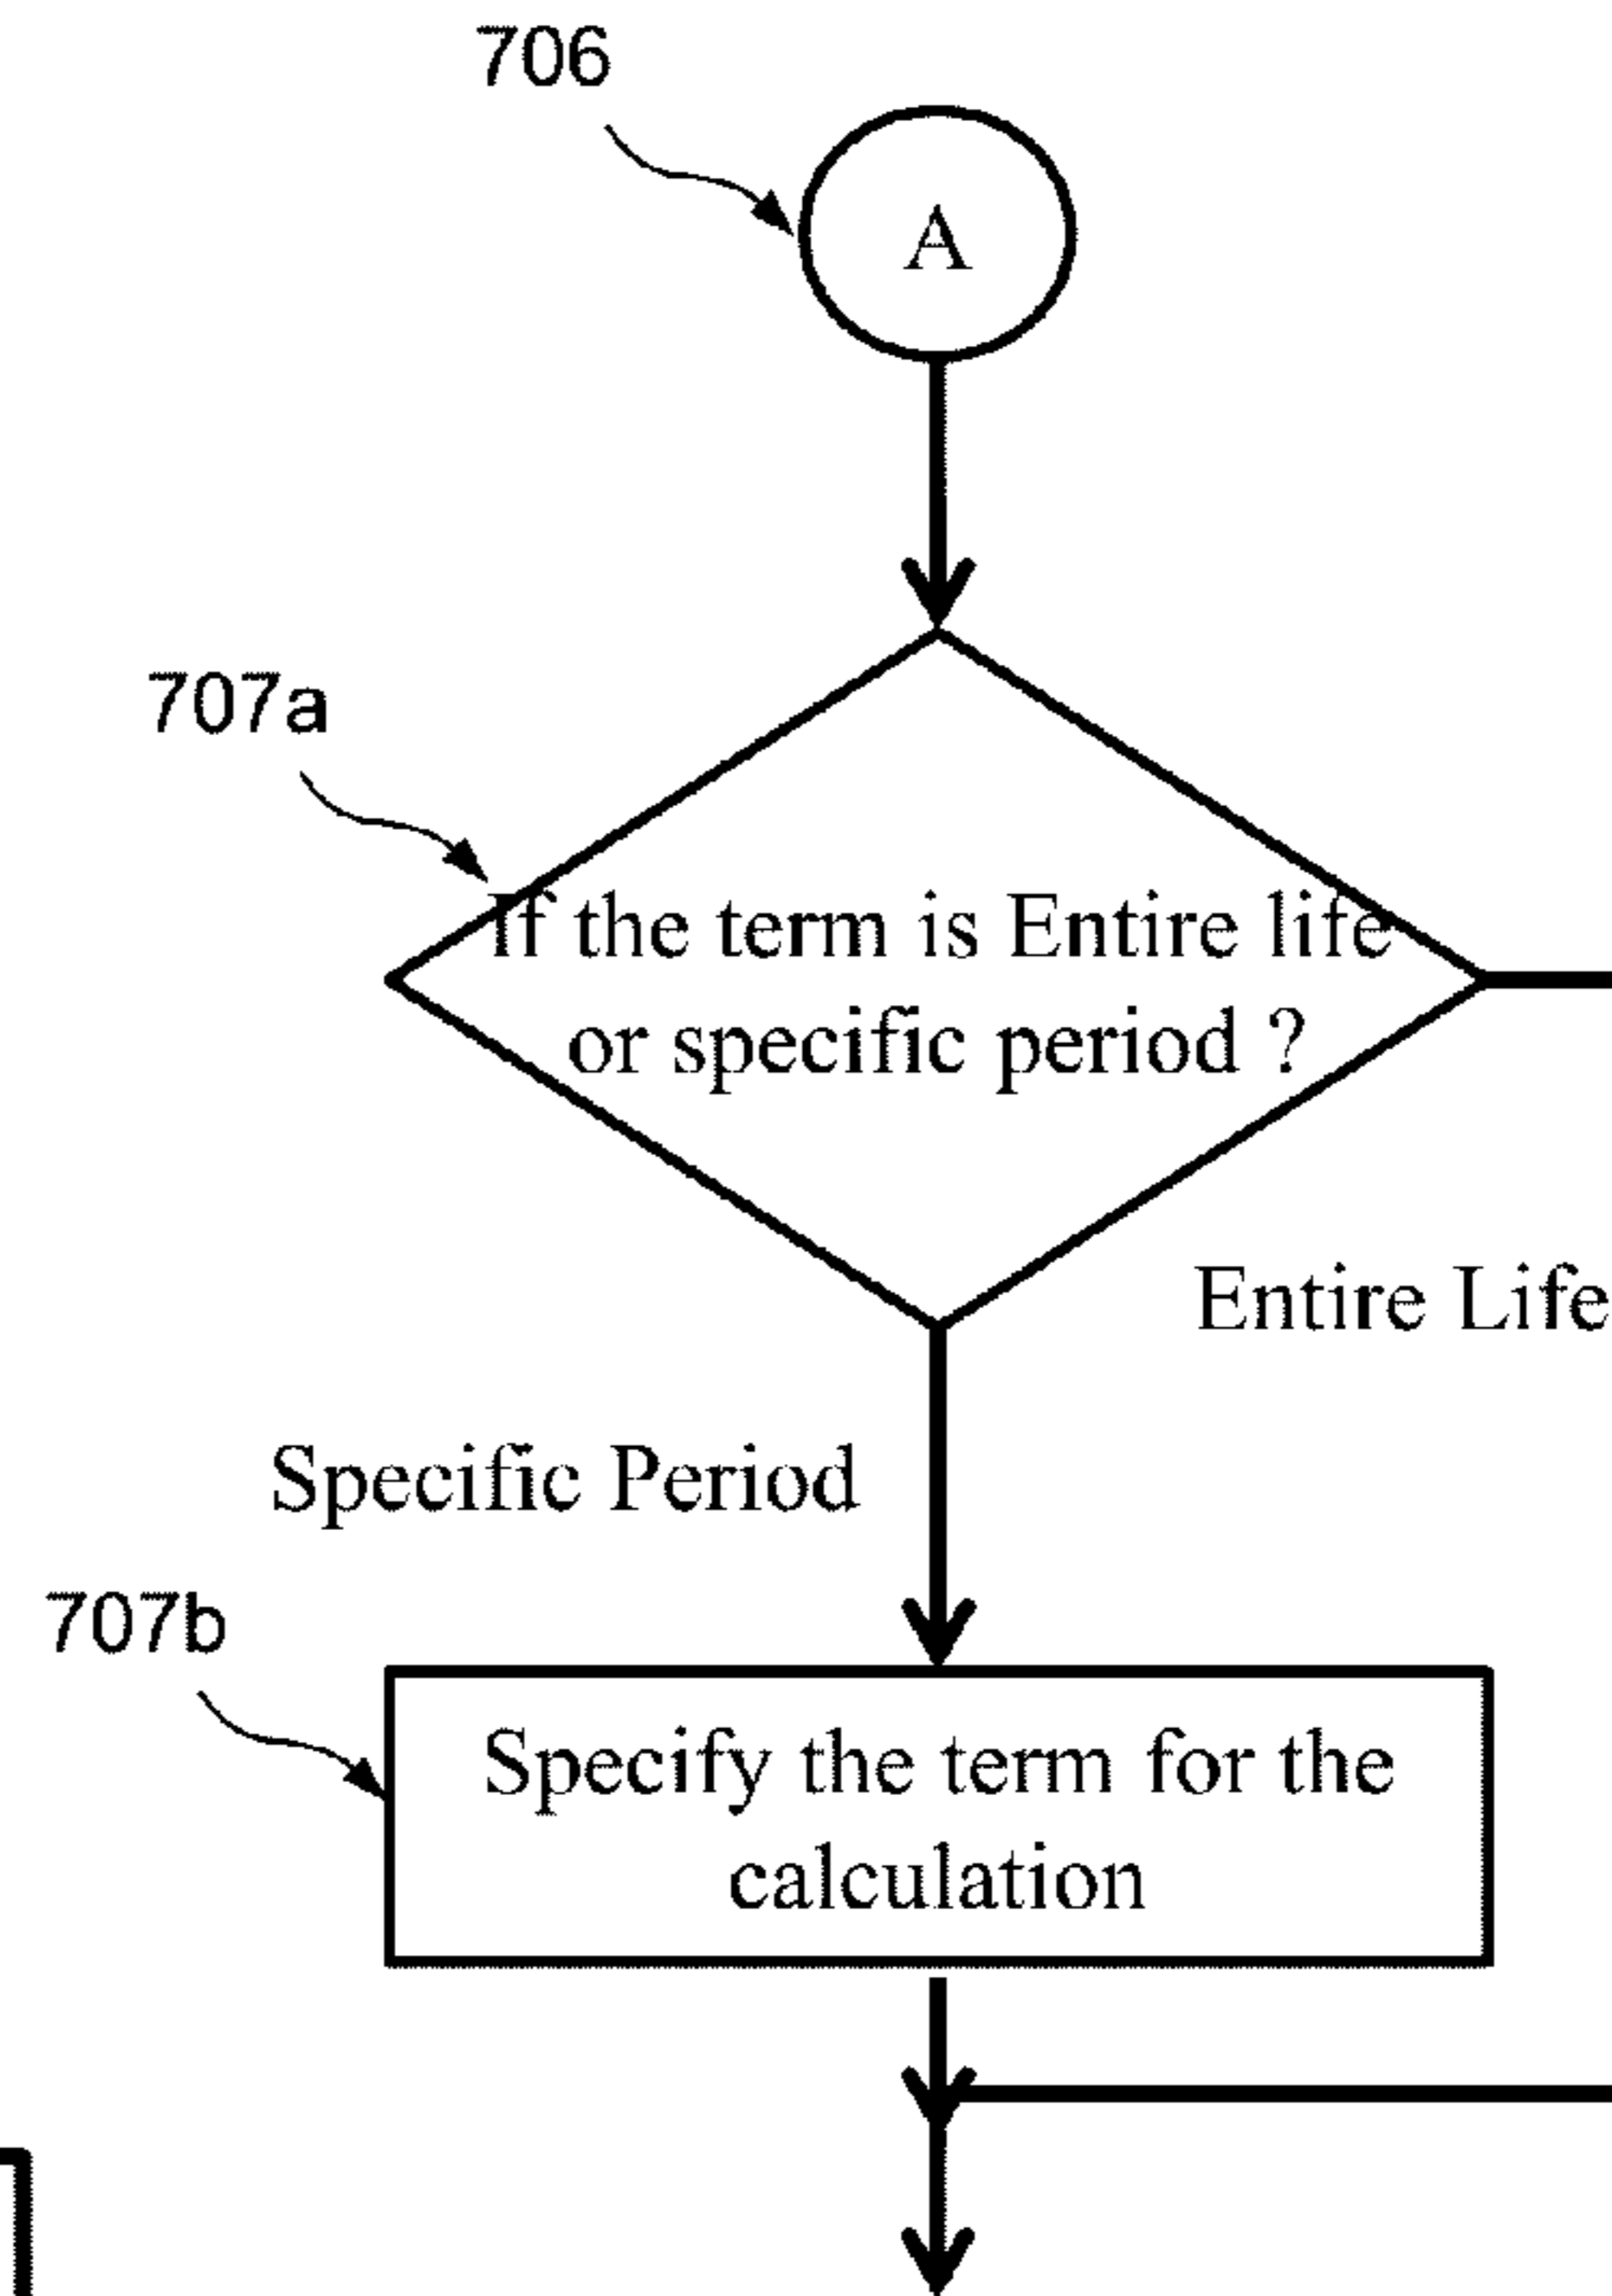 706
A
707a
If the term is Entire life
or specific period ?
Entire Life
Specific Period
707b
Specify the term for the
calculation